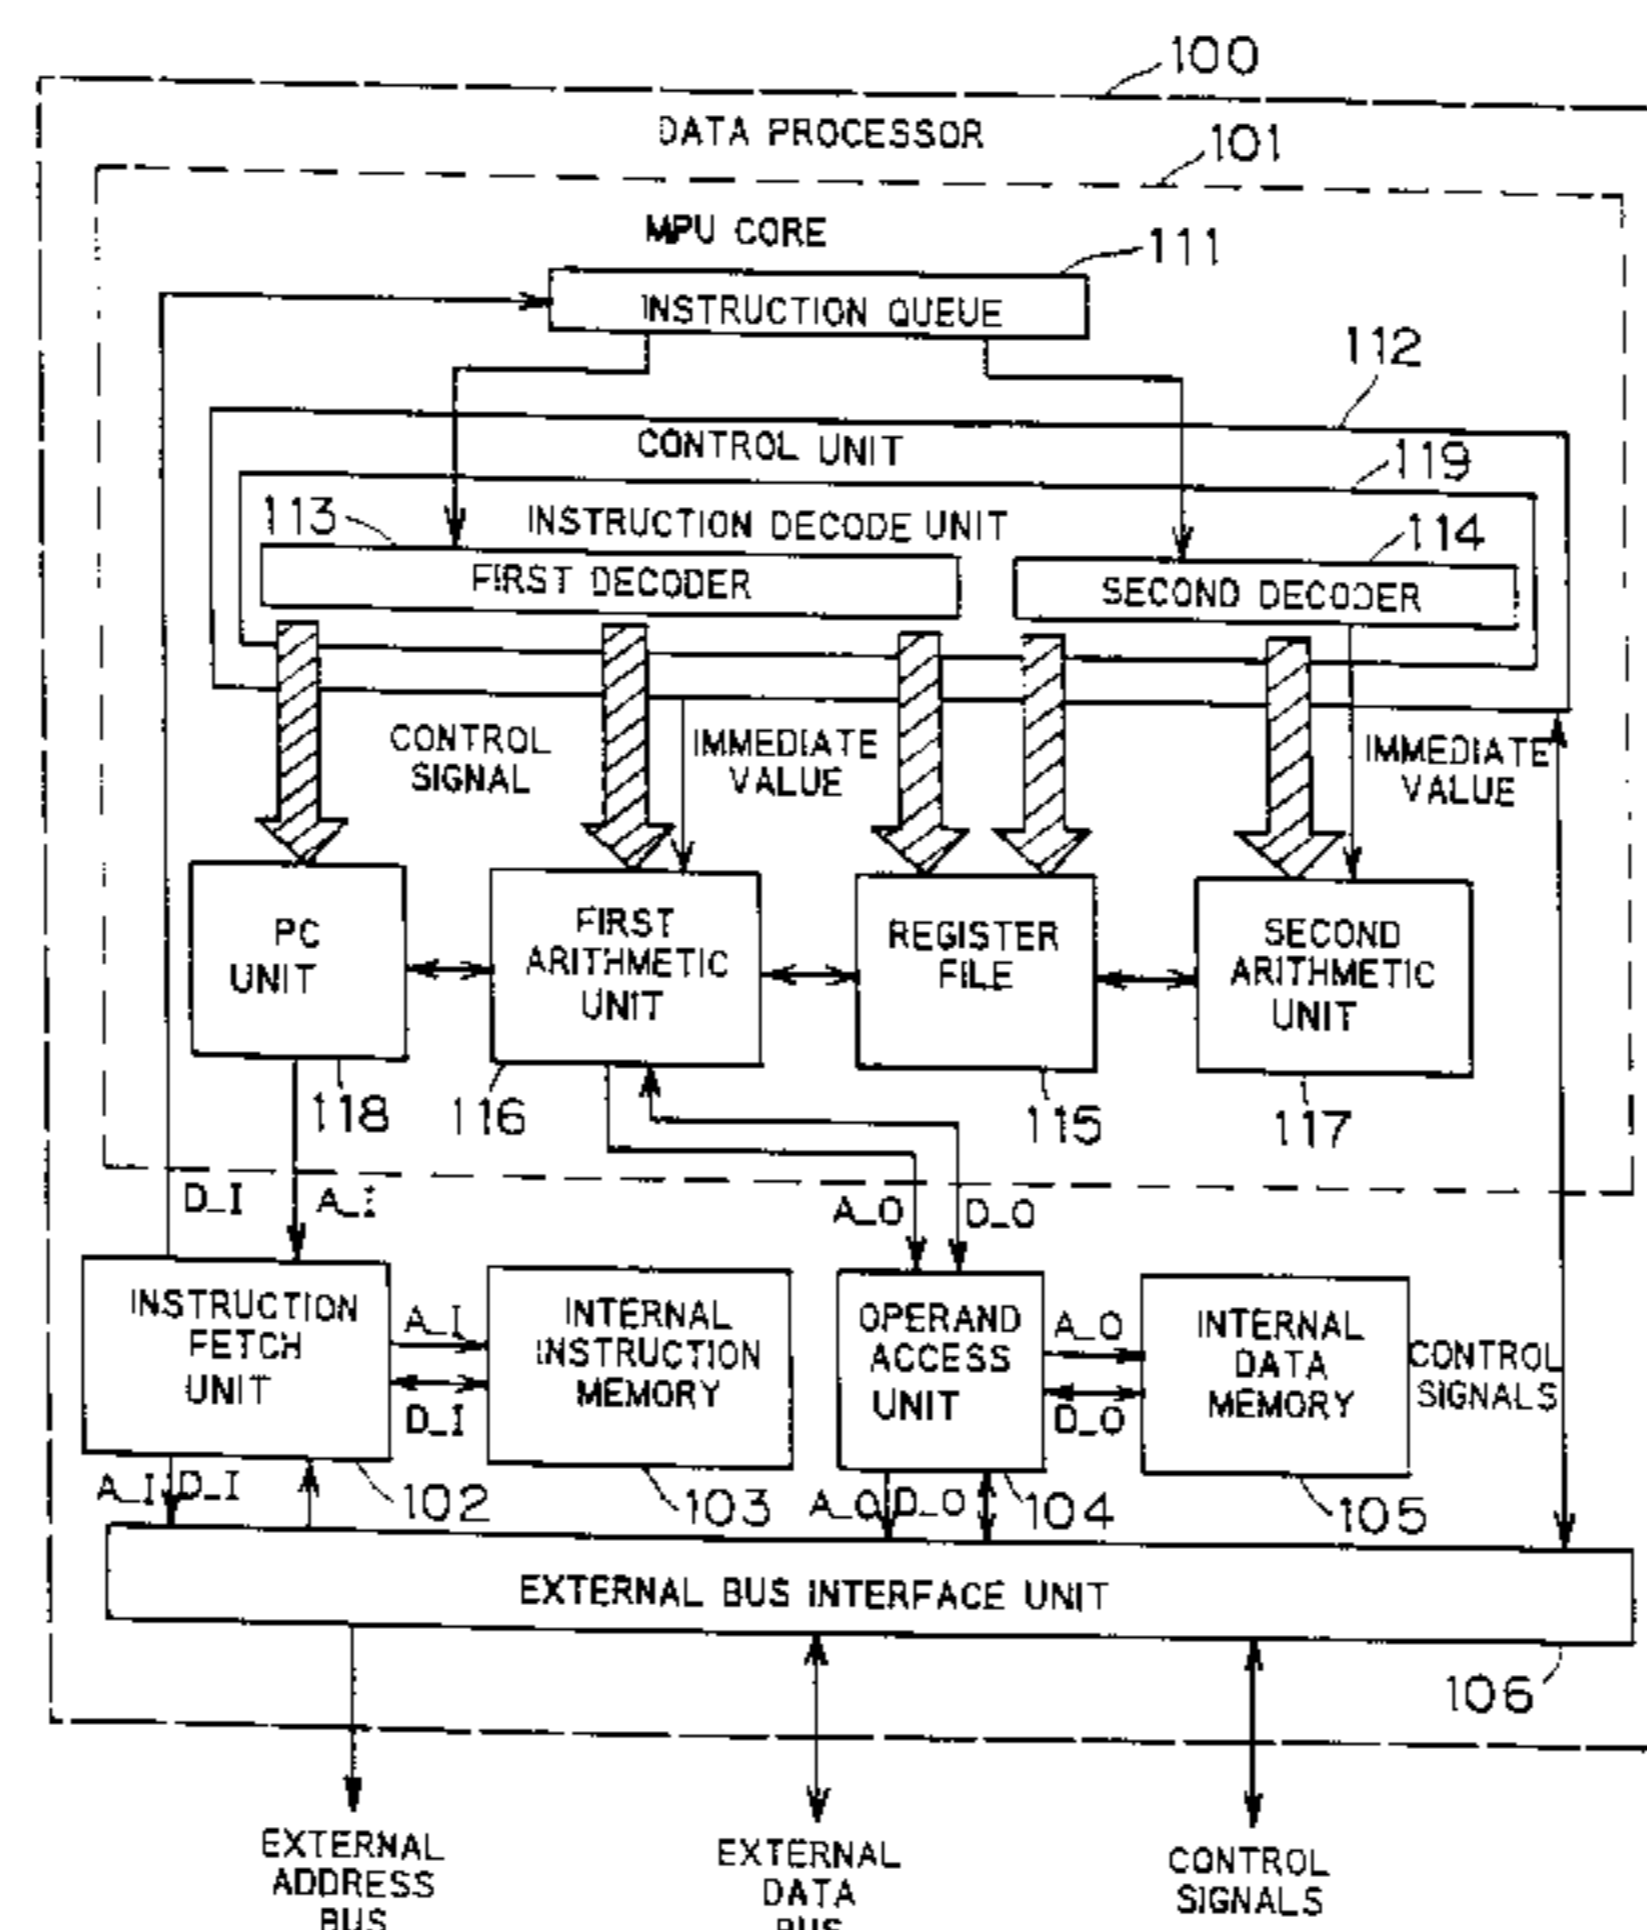 100
DATA PROCESSOR
101
MPU CORE
111
INSTRUCTION QUEUE
112
CONTROL UNIT
119
113
INSTRUCTION DECODE UNIT
114
FIRST DECODER
SECOND DECODER
CONTROL
SIGNAL
IMMEDIATE
VALUE
IMMEDIATE
VALUE
PC
UNIT
FIRST
ARITHMETIC
UNIT
REGISTER
FILE
SECOND
ARITHMETIC
UNIT
118
116
115
117
D_I
A_I
A_O
D_O
INSTRUCTION
FETCH
UNIT
A_I
D_I
INTERNAL
INSTRUCTION
MEMORY
OPERAND
ACCESS
UNIT
A_O
D_O
INTERNAL
DATA
MEMORY
CONTROL
SIGNALS
A_I
D_I
102
103
A_O
D_O
104
105
EXTERNAL BUS INTERFACE UNIT
106
EXTERNAL
ADDRESS
BUS
EXTERNAL
DATA
BUS
CONTROL
SIGNALS